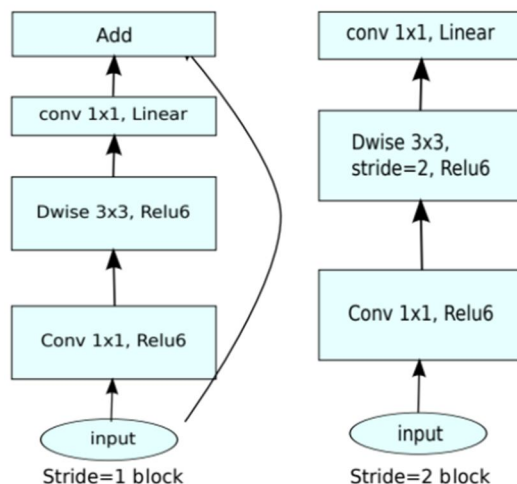 Add
conv 1x1, Linear
Dwise 3x3, Relu6
Conv 1x1, Relu6
input
Stride=1 block
conv 1x1, Linear
Dwise 3x3,
stride=2, Relu6
Conv 1x1, Relu6
input
Stride=2 block